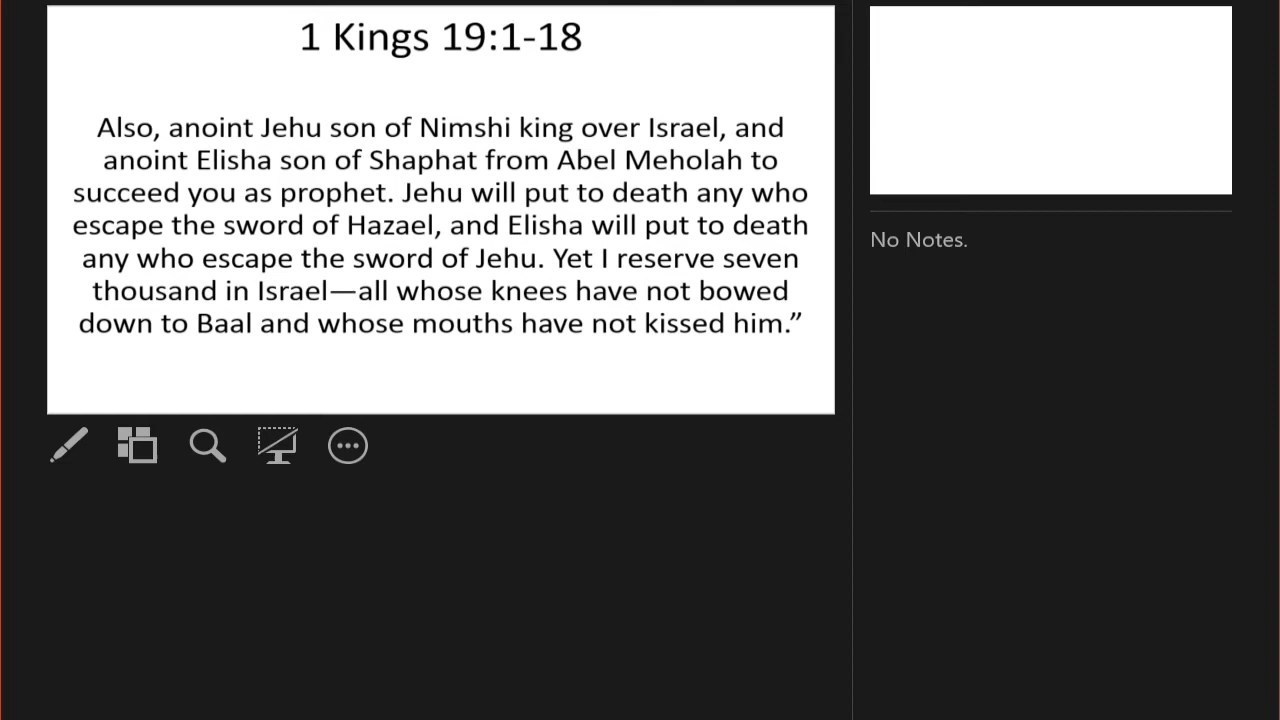 1 Kings 19:1-18
Also, anoint Jehu son of Nimshi king over Israel, and
anoint Elisha son of Shaphat from Abel Meholah to
succeed you as prophet. Jehu will put to death any who
escape the sword of Hazael, and Elisha will put to death
any who escape the sword of Jehu. Yet I reserve seven
thousand in Israel—all whose knees have not bowed
down to Baal and whose mouths have not kissed him.”
No Notes.